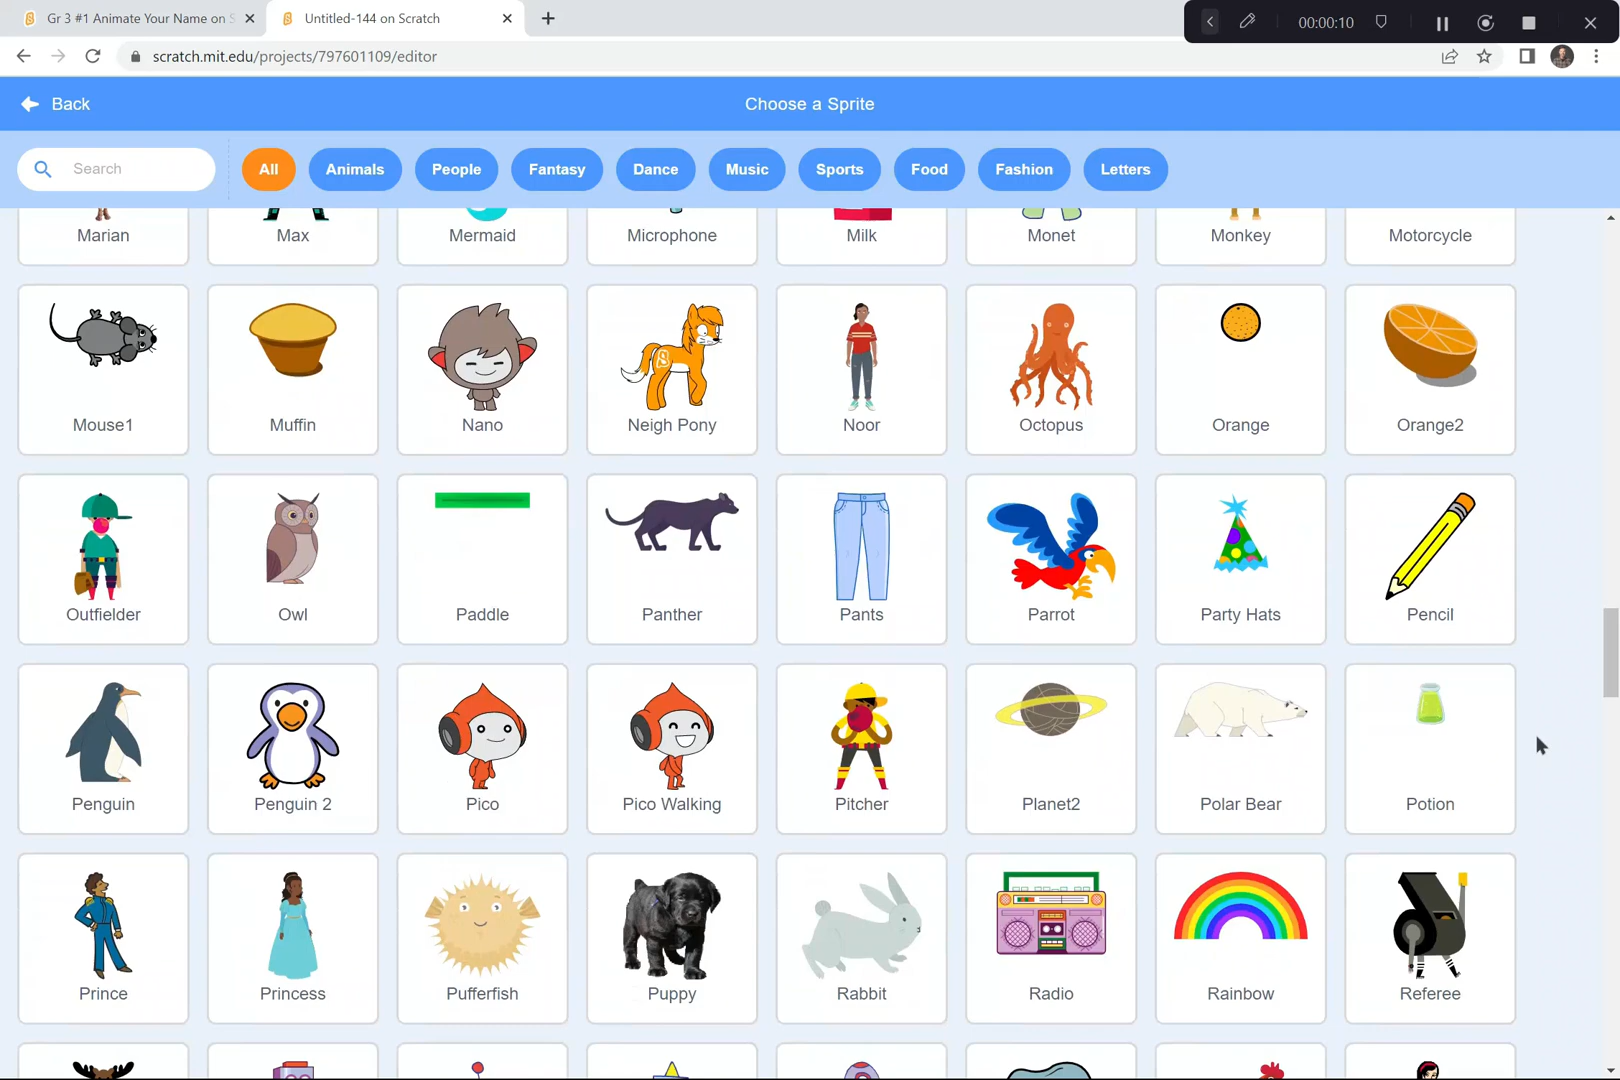 Gr 3 #1 Animate Your Name on S
Untitled-144 on Scratch
00:00:10
scratch.mit.edu/projects/797601109/editor
Back
Choose a Sprite
Search
All
Animals
People
Fantasy
Dance
Music
Sports
Food
Fashion
Letters
Marian
Max
Mermaid
Microphone
Milk
Monet
Monkey
Motorcycle
Mouse1
Muffin
Nano
Neigh Pony
Noor
Octopus
Orange
Orange2
Outfielder
Owl
Paddle
Panther
Pants
Parrot
Party Hats
Pencil
Penguin
Penguin 2
Pico
Pico Walking
Pitcher
Planet2
Polar Bear
Potion
Prince
Princess
Pufferfish
Puppy
Rabbit
Radio
Rainbow
Referee